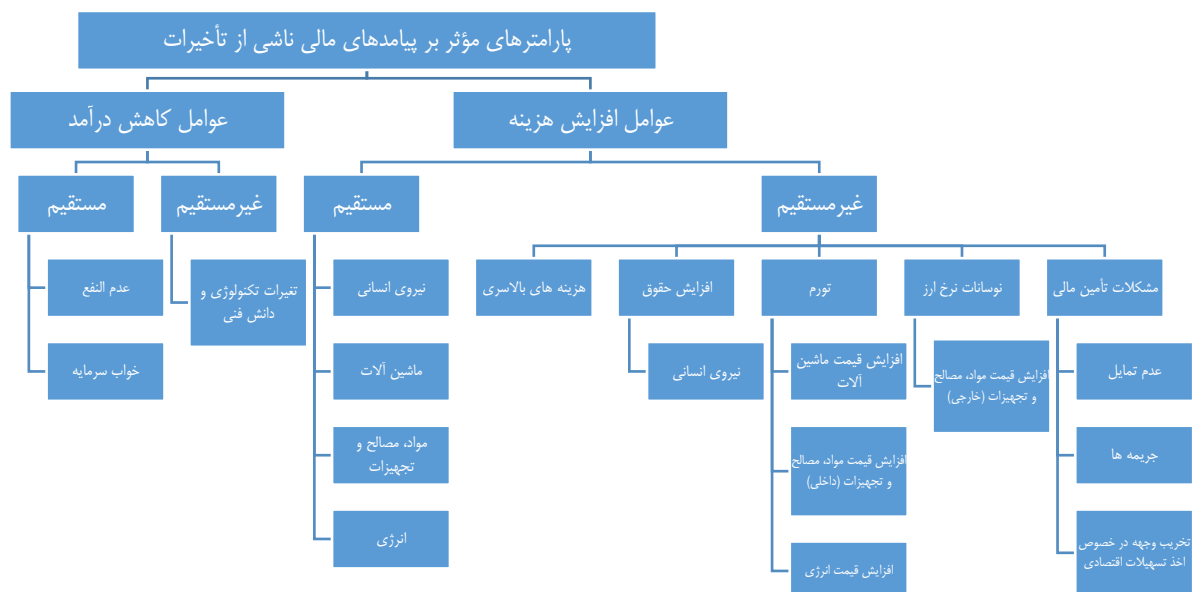 پارامترهای مؤثر بر پیامدهای مالی ناشی از تأخیرات
عوامل افزایش هزینه
عوامل کاهش درآمد
غیرمستقیم
مستقیم
غیرمستقیم
مستقیم
مشکلات تأمین مالی
نوسانات نرخ ارز
تورم
افزایش حقوق
هزینه های بالاسری
نیروی انسانی
تغیرات تکنولوژی و
دانش فنی
عدم النفع
عدم تمایل
افزایش قیمت مواد، مصالح
و تجهیزات (خارجی)
افزایش قیمت ماشین
آلات
نیروی انسانی
ماشین آلات
خواب سرمایه
جریمه ها
افزایش قیمت مواد، مصالح
و تجهیزات (داخلی)
مواد، مصالح و
تجهیزات
تخریب وجهه در خصوص
اخذ تسهیلات اقتصادی
افزایش قیمت انرژی
انرژی